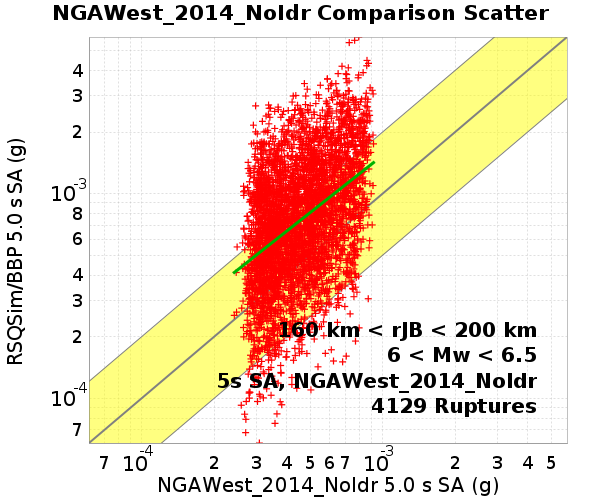 NGAWest_2014_NoIdr Comparison Scatter
RSQSim/BBP 5.0 s SA (g)
4
3
2
10-3
8
6
4
3
2
10-4
7
160 km < rJB < 200 km
6 < Mw < 6.5
5s SA, NGAWest_2014_NoIdr
4129 Ruptures
7 10-4 2 3 4 5 6 7 10-3 2 3 4 5
NGAWest_2014_NoIdr 5.0 s SA (g)